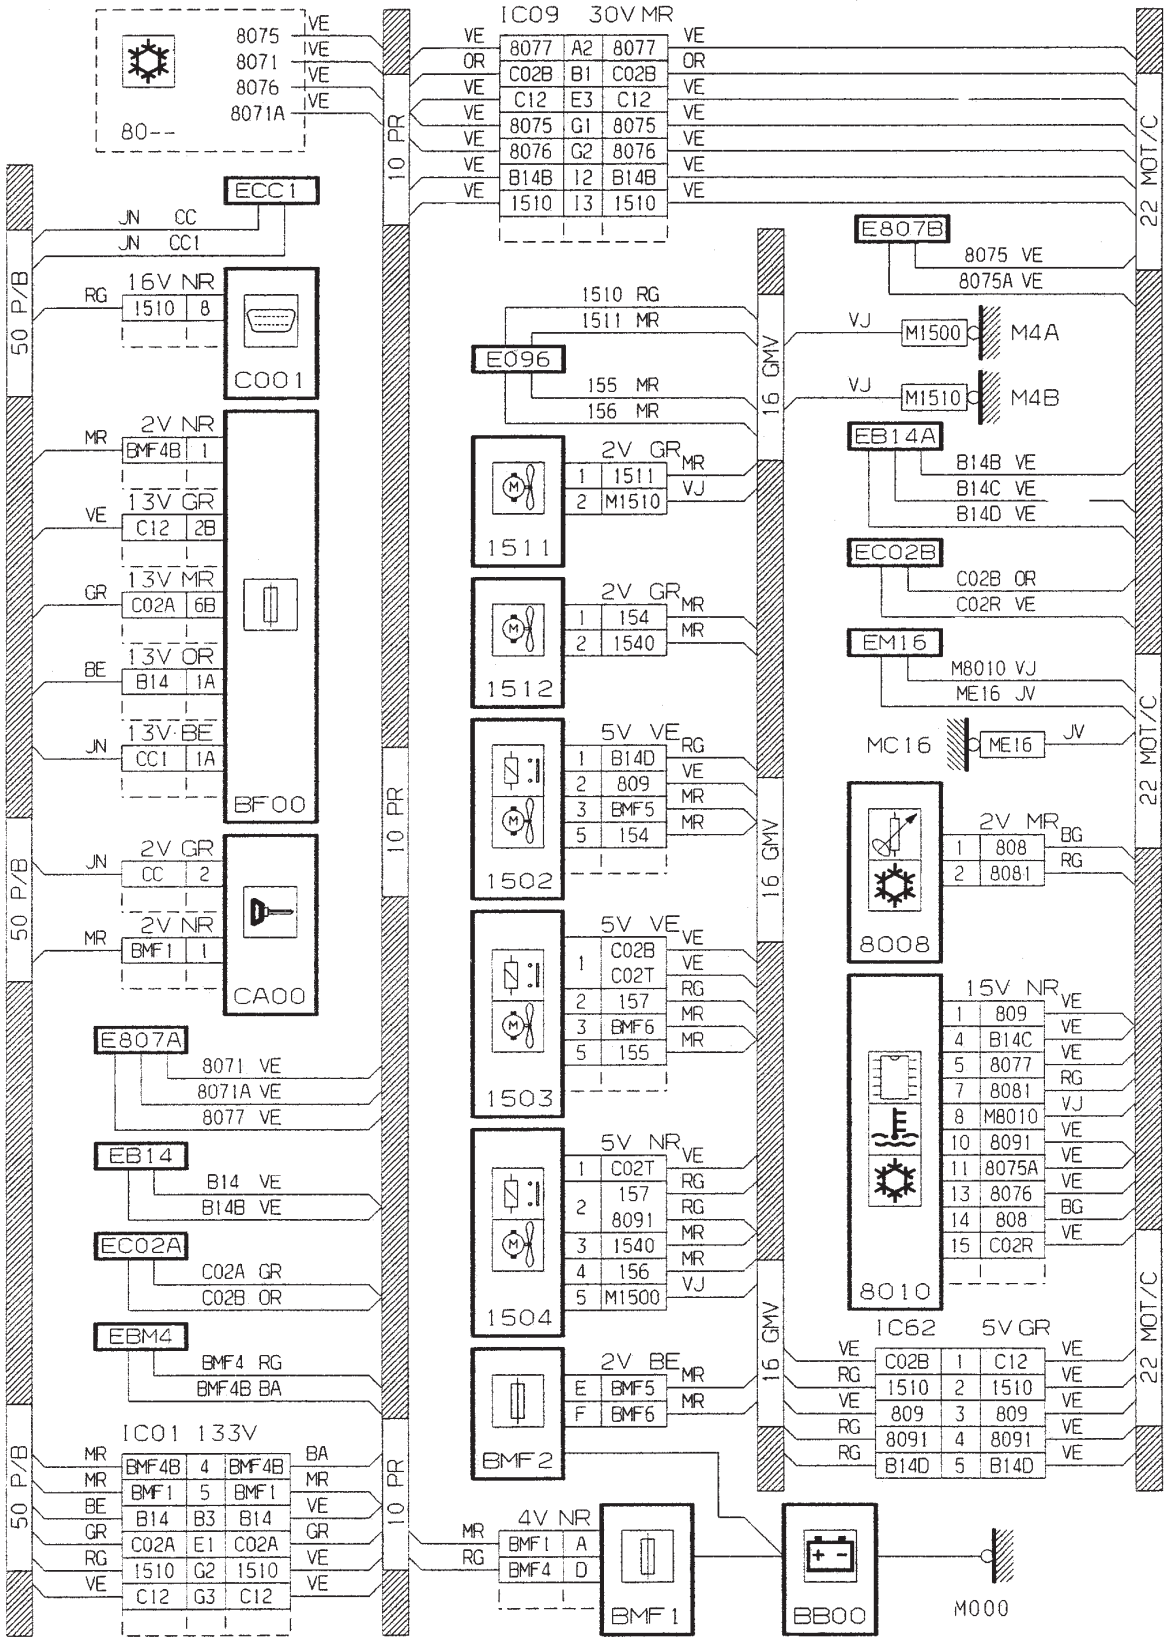 8075 VE
8071 VE
8076 VE
8071A VE
80--
10 PR
IC09 30V MR
VE 8077 A2 8077 VE
OR C02B B1 C02B OR
VE C12 E3 C12 VE
VE 8075 G1 8075 VE
VE 8076 G2 8076 VE
VE B14B I2 B14B VE
VE 1510 I3 1510 VE
22 MOT/C
ECC1
JN CC
JN CC1
50 P/B
16V NR
RG 1510 8
C001
2V NR
MR BMF4B 1
13V GR
VE C12 2B
13V MR
GR C02A 6B
13V OR
BE B14 1A
13V BE
JN CC1 1A
BF00
2V GR
JN CC 2
2V NR
MR BMF1 1
CA00
50 P/B
E807A
8071 VE
8071A VE
8077 VE
EB14
B14 VE
B14B VE
EC02A
C02A GR
C02B OR
EBM4
BMF4 RG
BMF4B BA
50 P/B
IC01 133V
MR BMF4B 4 BMF4B BA
MR BMF1 5 BMF1 MR
BE B14 B3 B14 VE
GR C02A E1 C02A GR
RG 1510 G2 1510 VE
VE C12 G3 C12 VE
10 PR
10 PR
1510 RG
1511 MR
E096
155 MR
156 MR
16 GMV
2V GR
1 1511 MR
2 M1510 VJ
1511
2V GR
1 154 MR
2 1540 MR
1512
5V VE
1 B14D RG
2 809 VE
3 BMF5 MR
5 154 MR
1502
16 GMV
5V VE
1 C02B VE
C02T VE
2 157 RG
3 BMF6 MR
5 155 MR
1503
5V NR
1 C02T VE
2 157 RG
8091 RG
3 1540 MR
4 156 MR
5 M1500 VJ
1504
16 GMV
2V BE
E BMF5 MR
F BMF6 MR
BMF2
4V NR
MR BMF1 A
RG BMF4 D
BMF1
+ -
BB00
M000
E807B
8075 VE
8075A VE
VJ M1500 M4A
VJ M1510 M4B
EB14A
B14B VE
B14C VE
B14D VE
EC02B
C02B OR
C02R VE
EM16
M8010 VJ
ME16 JV
MC16 ME16 JV
22 MOT/C
2V MR
1 808 BG
2 8081 RG
8008
15V NR
1 809 VE
4 B14C VE
5 8077 VE
7 8081 RG
8 M8010 VJ
10 8091 VE
11 8075A VE
13 8076 VE
14 808 BG
15 C02R VE
8010
22 MOT/C
IC62 5V GR
VE C02B 1 C12 VE
RG 1510 2 1510 VE
VE 809 3 809 VE
RG 8091 4 8091 VE
RG B14D 5 B14D VE
M
M
M
M
M